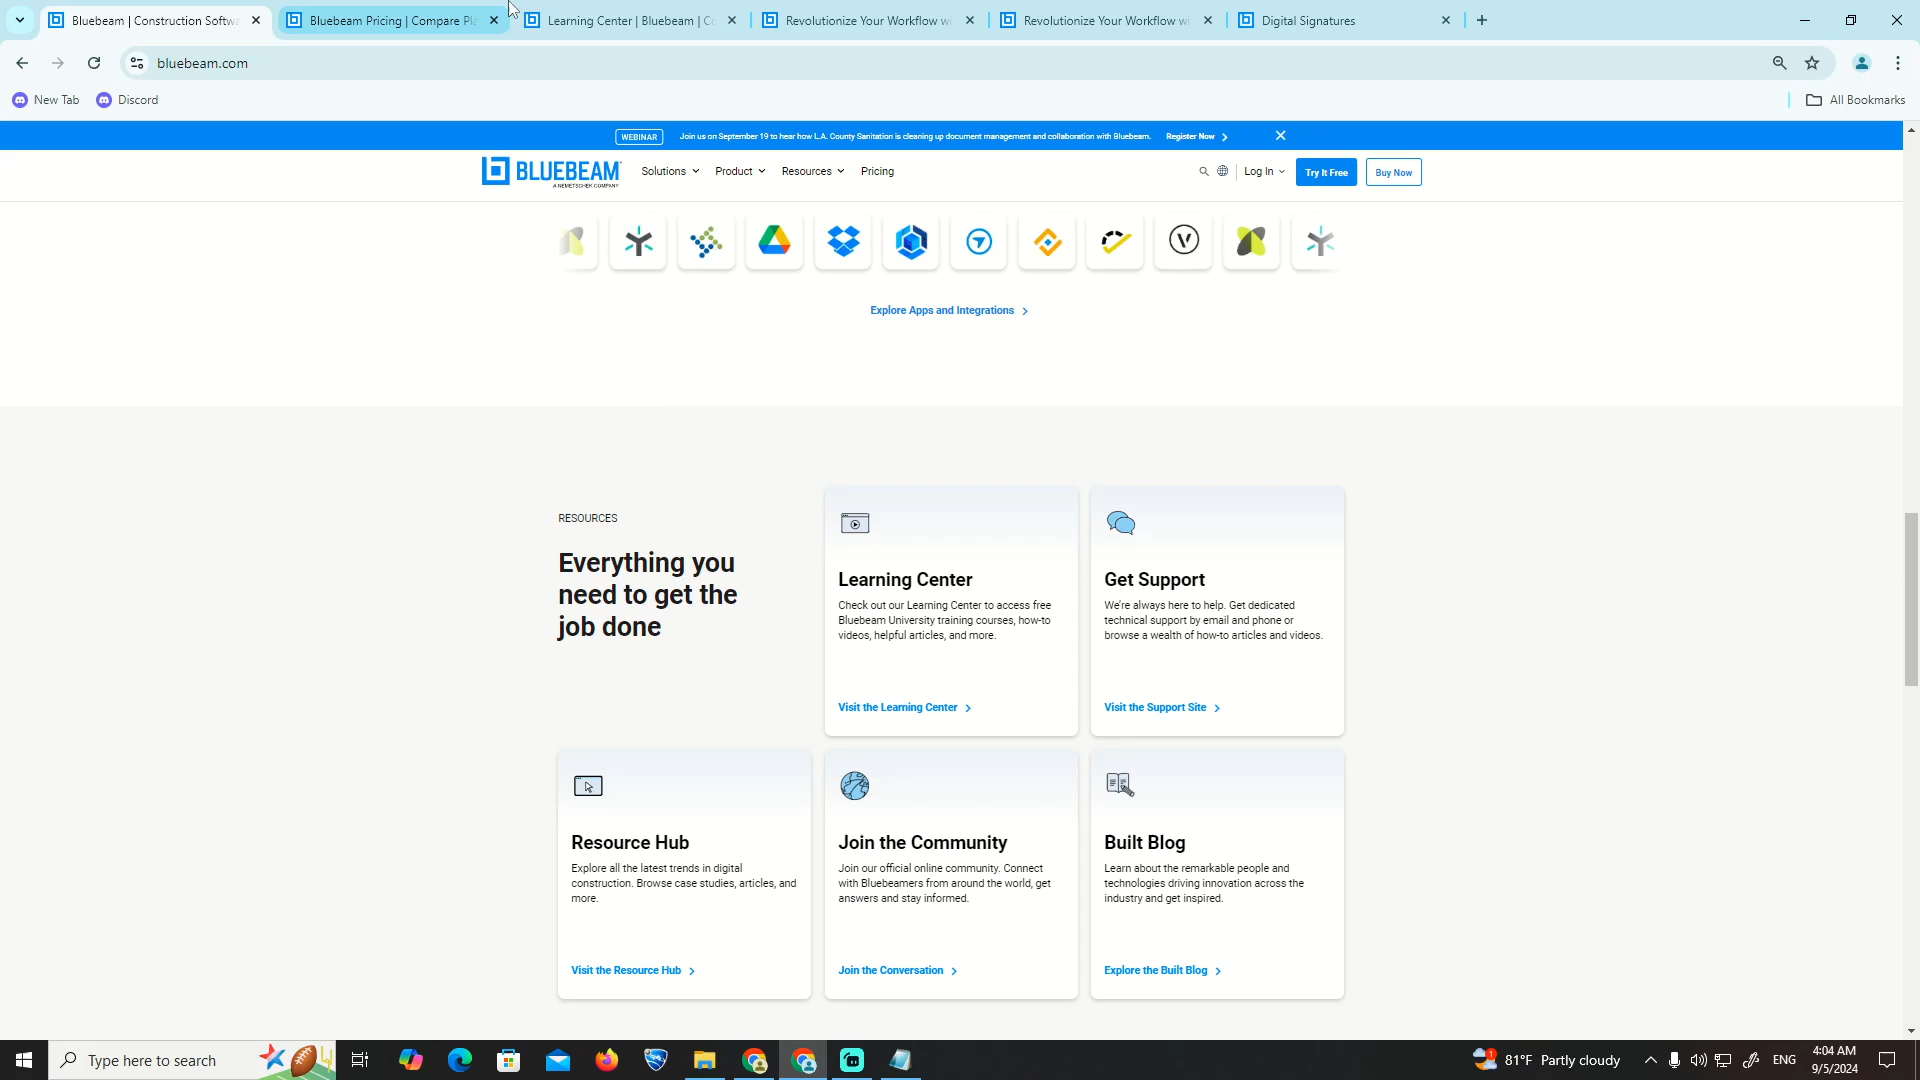 Bluebeam | Construction Softwa
Bluebeam Pricing | Compare Pla
Learning Center | Bluebeam | Co
Revolutionize Your Workflow wi
Revolutionize Your Workflow wi
Digital Signatures
bluebeam.com
New Tab
Discord
All Bookmarks
WEBINAR
Join us on September 19 to hear how L.A. County Sanitation is cleaning up document management and collaboration with Bluebeam.
Register Now
BLUEBEAM
A NEMETSCHEK COMPANY
Solutions
Product
Resources
Pricing
Log In
Try It Free
Buy Now
Explore Apps and Integrations
RESOURCES
Everything you
need to get the
job done
Learning Center
Check out our Learning Center to access free
Bluebeam University training courses, how-to
videos, helpful articles, and more.
Visit the Learning Center
Get Support
We're always here to help. Get dedicated
technical support by email and phone or
browse a wealth of how-to articles and videos.
Visit the Support Site
Resource Hub
Explore all the latest trends in digital
construction. Browse case studies, articles, and
more.
Visit the Resource Hub
Join the Community
Join our official online community. Connect
with Bluebeamers from around the world, get
answers and stay informed.
Join the Conversation
Built Blog
Learn about the remarkable people and
technologies driving innovation across the
industry and get inspired.
Explore the Built Blog
Type here to search
1
81°F Partly cloudy
ENG
4:04 AM
9/5/2024